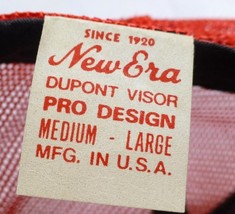 SINCE 1920
New Era
DUPONT VISOR
PRO DESIGN
MEDIUM - LARGE
MFG. IN U.S.A.